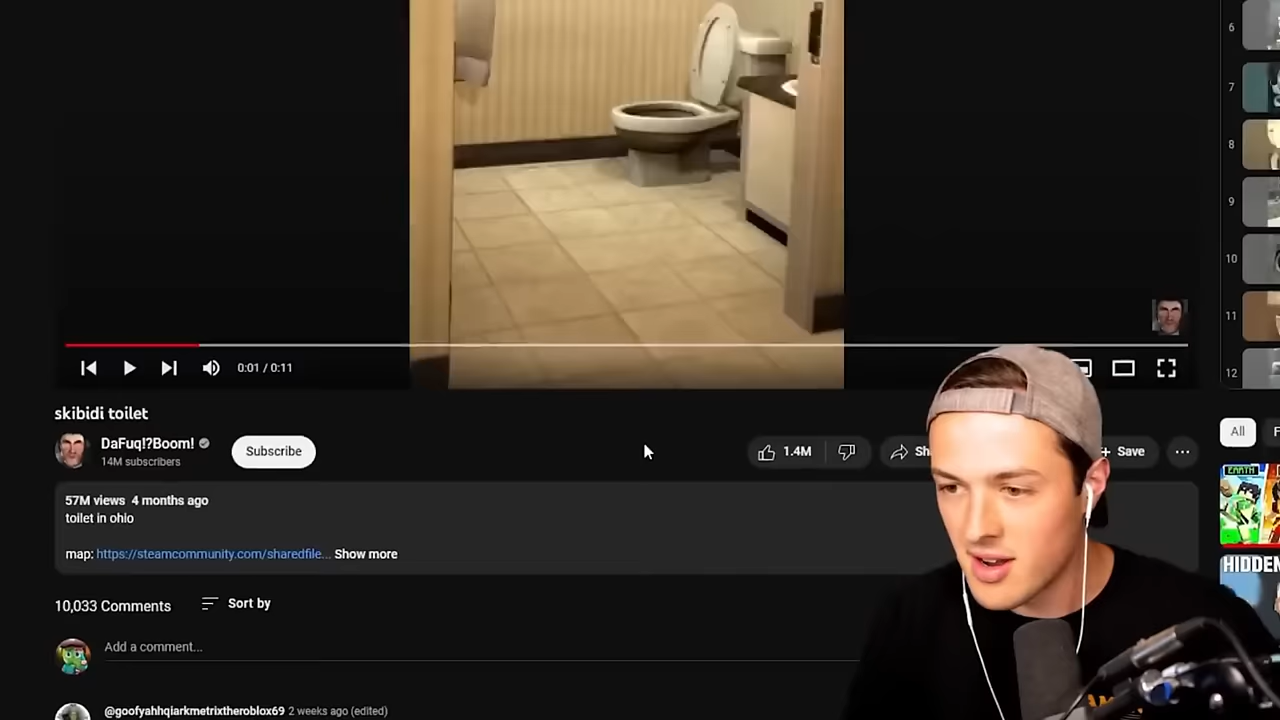 6
7
8
9
10
11
12
0:01 / 0:11
skibidi toilet
DaFuq!?Boom!
14M subscribers
Subscribe
1.4M
Save
All
57M views 4 months ago
toilet in ohio
map: https://steamcommunity.com/sharedfile... Show more
EARTH
HIDDEN
10,033 Comments
Sort by
Add a comment...
@goofyahhqiarkmetrixtheroblox69 2 weeks ago (edited)